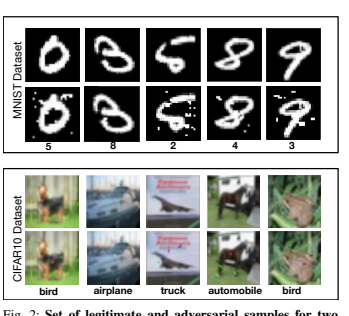 MNIST Dataset
5 8 2 4 3
CIFAR10 Dataset
bird airplane truck automobile bird
Fig. 2: Set of legitimate and adversarial samples for two